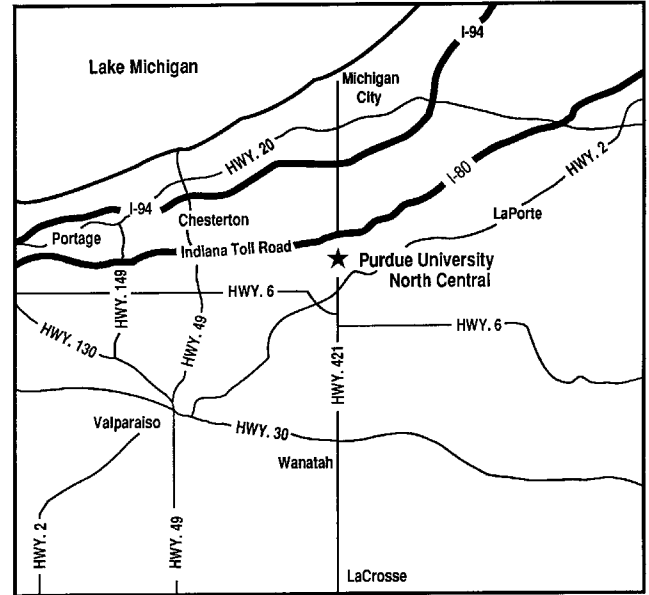 I-94
Lake Michigan
Michigan
City
HWY. 20
HWY. 2
I-80
I-94
LaPorte
Chesterton
Portage
Indiana Toll Road
Purdue University
North Central
HWY. 149
HWY. 6
HWY. 49
HWY. 6
HWY. 130
HWY. 421
Valparaiso
HWY. 30
Wanatah
HWY. 2
HWY. 49
LaCrosse